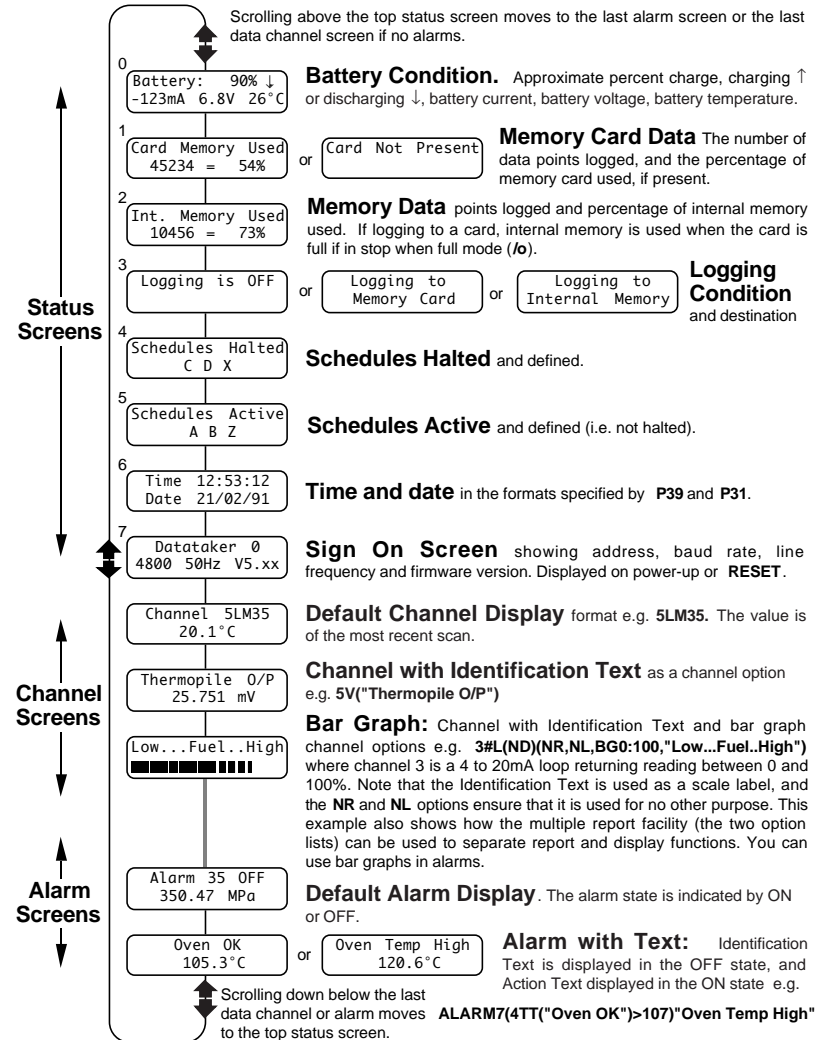 Scrolling above the top status screen moves to the last alarm screen or the last
data channel screen if no alarms.
0
Battery: 90% ↓
-123mA 6.8V 26°C
Battery Condition. Approximate percent charge, charging ↑
or discharging ↓, battery current, battery voltage, battery temperature.
1
Card Memory Used
45234 = 54%
or
Card Not Present
Memory Card Data The number of
data points logged, and the percentage of
memory card used, if present.
2
Int. Memory Used
10456 = 73%
Memory Data points logged and percentage of internal memory
used. If logging to a card, internal memory is used when the card is
full if in stop when full mode (/o).
3
Logging is OFF
or
Logging to
Memory Card
or
Logging to
Internal Memory
Logging
Condition
and destination
Status
Screens
4
Schedules Halted
C D X
Schedules Halted and defined.
5
Schedules Active
A B Z
Schedules Active and defined (i.e. not halted).
6
Time 12:53:12
Date 21/02/91
Time and date in the formats specified by P39 and P31.
7
Datataker 0
4800 50Hz V5.xx
Sign On Screen showing address, baud rate, line
frequency and firmware version. Displayed on power-up or RESET.
Channel 5LM35
20.1°C
Default Channel Display format e.g. 5LM35. The value is
of the most recent scan.
Channel
Screens
Thermopile O/P
25.751 mV
Channel with Identification Text as a channel option
e.g. 5V("Thermopile O/P")
Low...Fuel..High
Bar Graph: Channel with Identification Text and bar graph
channel options e.g. 3#L(ND)(NR,NL,BG0:100,"Low...Fuel..High")
where channel 3 is a 4 to 20mA loop returning reading between 0 and
100%. Note that the Identification Text is used as a scale label, and
the NR and NL options ensure that it is used for no other purpose. This
example also shows how the multiple report facility (the two option
lists) can be used to separate report and display functions. You can
use bar graphs in alarms.
Alarm
Screens
Alarm 35 OFF
350.47 MPa
Default Alarm Display. The alarm state is indicated by ON
or OFF.
Oven OK
105.3°C
or
Oven Temp High
120.6°C
Alarm with Text: Identification
Text is displayed in the OFF state, and
Action Text displayed in the ON state e.g.
ALARM7(4TT("Oven OK")>107)"Oven Temp High"
Scrolling down below the last
data channel or alarm moves
to the top status screen.